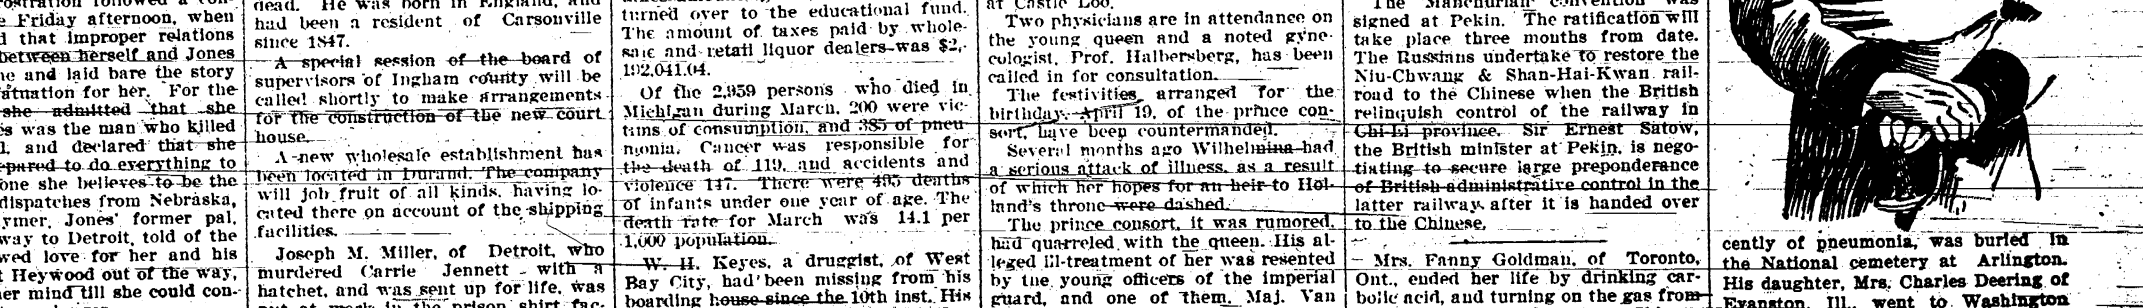 Friday afternoon, when
d that improper relations
between herself and Jones
ne and laid bare the story
for her. For the
she admitted that she
s was the man who killed
l, and declared that she
to do everything to
one she believes to be the
dispatches from Nebraska,
ymer, Jones' former pal,
way to Detroit, told of the
wed love for her and his
t Heywood out of the way,
er mind till she could con-
dead. He was born in England, and
had been a resident of Carsonville
since 1847.
A special session of the board of
supervisors of Ingham county will be
called shortly to make arrangements
for the construction of the new court
house.
A new wholesale establishment has
been located in Durand. The company
will job fruit of all kinds, having lo-
cated there on account of the shipping
facilities.
Joseph M. Miller, of Detroit, who
murdered Carrie Jennett with a
hatchet, and was sent up for life, was
put at work in the prison shirt fac-
turned over to the educational fund.
The amount of taxes paid by whole-
sale and retail liquor dealers was $2,-
192,041.04.
Of the 2,959 persons who died in
Michigan during March, 200 were vic-
tims of consumption, and 385 of pneu-
monia. Cancer was responsible for
the death of 119, and accidents and
violence 147. There were 495 deaths
of infants under one year of age. The
death rate for March was 14.1 per
1,000 population.
W. H. Keyes, a druggist, of West
Bay City, had been missing from his
boarding house since the 10th inst. His
at Castle Loo.
Two physicians are in attendance on
the young queen and a noted gyne-
cologist, Prof. Halbersberg, has been
called in for consultation.
The festivities arranged for the
birthday, April 19, of the prince con-
sort, have been countermanded.
Several months ago Wilhelmina had
a serious attack of illness, as a result
of which her hopes for an heir to Hol-
land's throne were dashed.
The prince consort, it was rumored,
had quarreled with the queen. His al-
leged ill-treatment of her was resented
by the young officers of the imperial
guard, and one of them, Maj. Van
The Manchurian convention was
signed at Pekin. The ratification will
take place three mouths from date.
The Russians undertake to restore the
Niu-Chwang & Shan-Hai-Kwan rail-
road to the Chinese when the British
relinquish control of the railway in
Chi-Li province. Sir Ernest Satow,
the British minister at Pekin, is nego-
tiating to secure large preponderance
of British administrative control in the
latter railway after it is handed over
to the Chinese.
Mrs. Fanny Goldman, of Toronto,
Ont., ended her life by drinking car-
bolic acid, and turning on the gas from
cently of pneumonia, was buried in
the National cemetery at Arlington.
His daughter, Mrs. Charles Deering of
Evanston, Ill., went to Washington